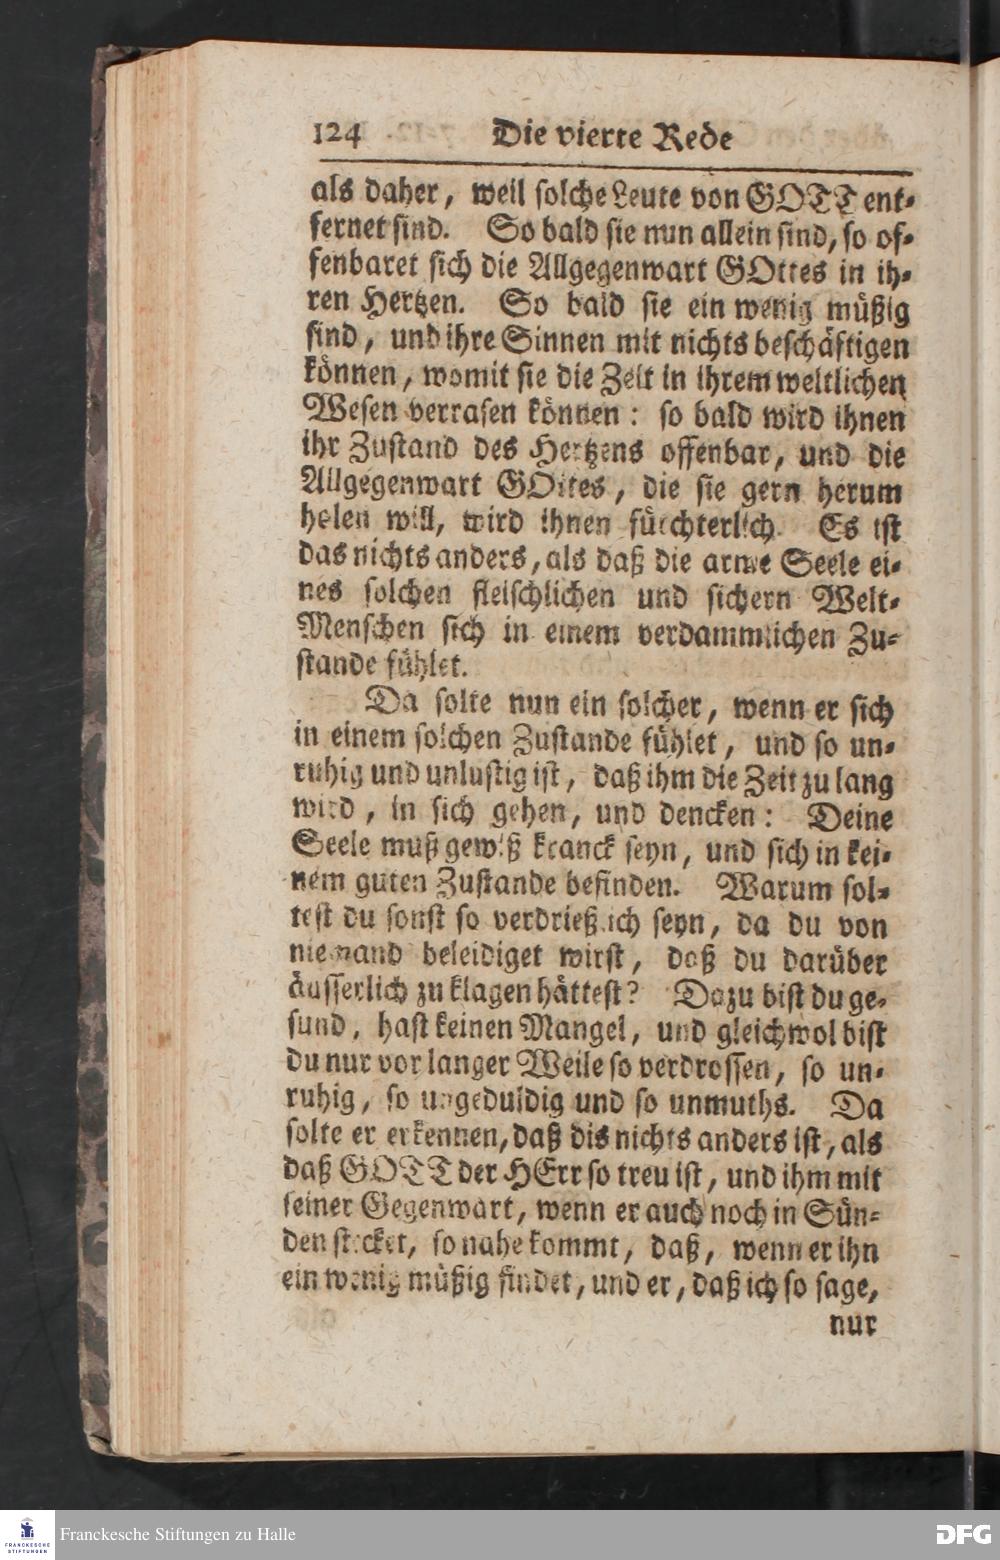 124 Die vierte Rede
als daher, weil solche Leute von GOTT ent-
fernet sind. So bald sie nun allein sind, so of-
fenbaret sich die Allgegenwart GOttes in ih-
ren Hertzen. So bald sie ein wenig müßig
sind, und ihre Sinnen mit nichts beschäftigen
können, womit sie die Zeit in ihrem weltlichen
Wesen verrasen können: so bald wird ihnen
ihr Zustand des Hertzens offenbar, und die
Allgegenwart GOttes, die sie gern herum
holen will, wird ihnen fürchterlich. Es ist
das nichts anders, als daß die arme Seele ei-
nes solchen fleischlichen und sichern Welt-
Menschen sich in einem verdammlichen Zu-
stande fühlet.
Da solte nun ein solcher, wenn er sich
in einem solchen Zustande fühlet, und so un-
ruhig und unlustig ist, daß ihm die Zeit zu lang
wird, in sich gehen, und dencken: Deine
Seele muß gewiß kranck seyn, und sich in kei-
nem guten Zustande befinden. Warum sol-
test du sonst so verdrießlich seyn, da du von
niemand beleidiget wirst, daß du darüber
äusserlich zu klagen hättest? Dazu bist du ge-
sund, hast keinen Mangel, und gleichwol bist
du nur vor langer Weile so verdrossen, so un-
ruhig, so ungeduldig und so unmuths. Da
solte er erkennen, daß dis nichts anders ist, als
daß GOTT der HErr so treu ist, und ihm mit
seiner Gegenwart, wenn er auch noch in Sün-
den stecket, so nahe kommt, daß, wenn er ihn
ein wenig müßig findet, und er, daß ich so sage,
nur
FRANCKESCHE
STIFTUNGEN
Franckesche Stiftungen zu Halle
DFG